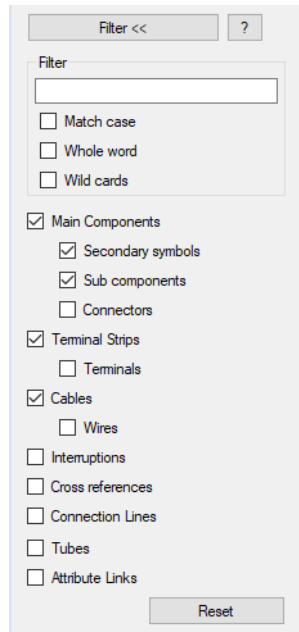 Filter << ?
Filter
Match case
Whole word
Wild cards
Main Components
Secondary symbols
Sub components
Connectors
Terminal Strips
Terminals
Cables
Wires
Interruptions
Cross references
Connection Lines
Tubes
Attribute Links
Reset